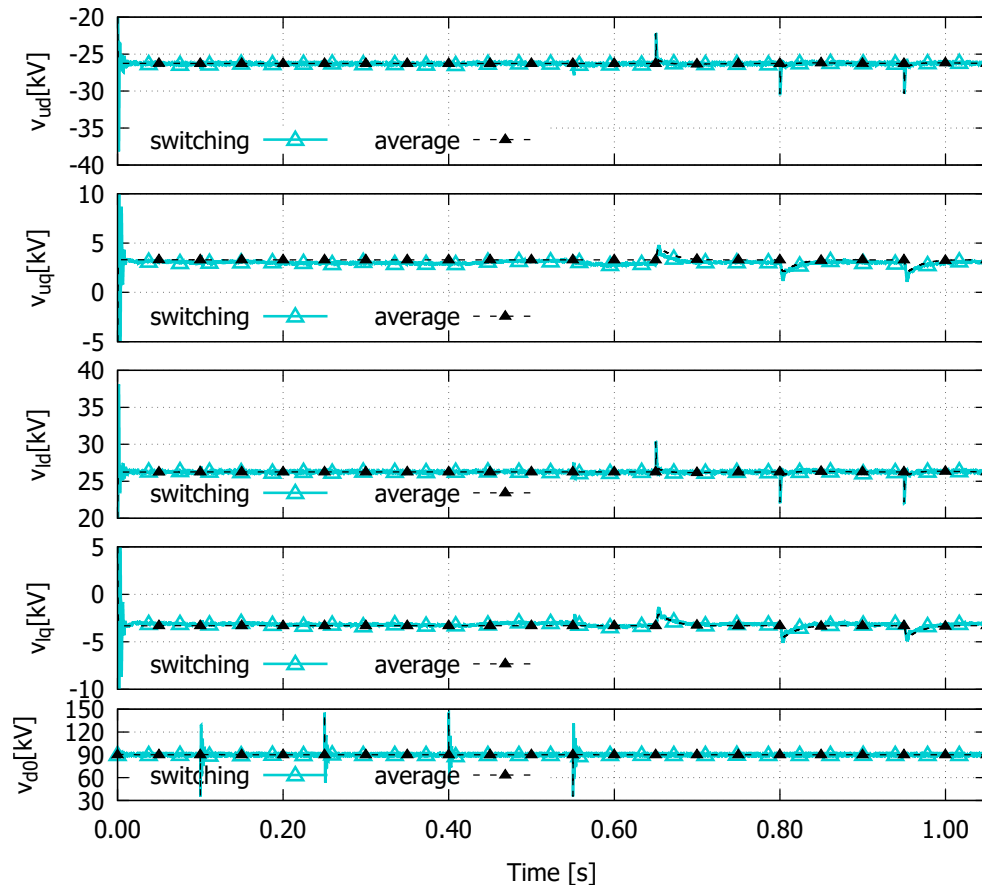 -20
-25
-30
-35
-40
v_ud[kV]
switching average
10
5
0
-5
v_uq[kV]
switching average
40
35
30
25
20
v_ld[kV]
switching average
5
0
-5
-10
v_lq[kV]
switching average
150
120
90
60
30
v_d0[kV]
switching average
0.00 0.20 0.40 0.60 0.80 1.00
Time [s]